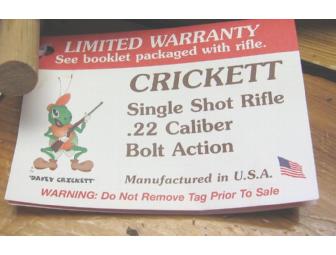 LIMITED WARRANTY
See booklet packaged with rifle.
CRICKETT
Single Shot Rifle
.22 Caliber
Bolt Action
"DAVEY CRICKETT"
Manufactured in U.S.A.
WARNING: Do Not Remove Tag Prior To Sale